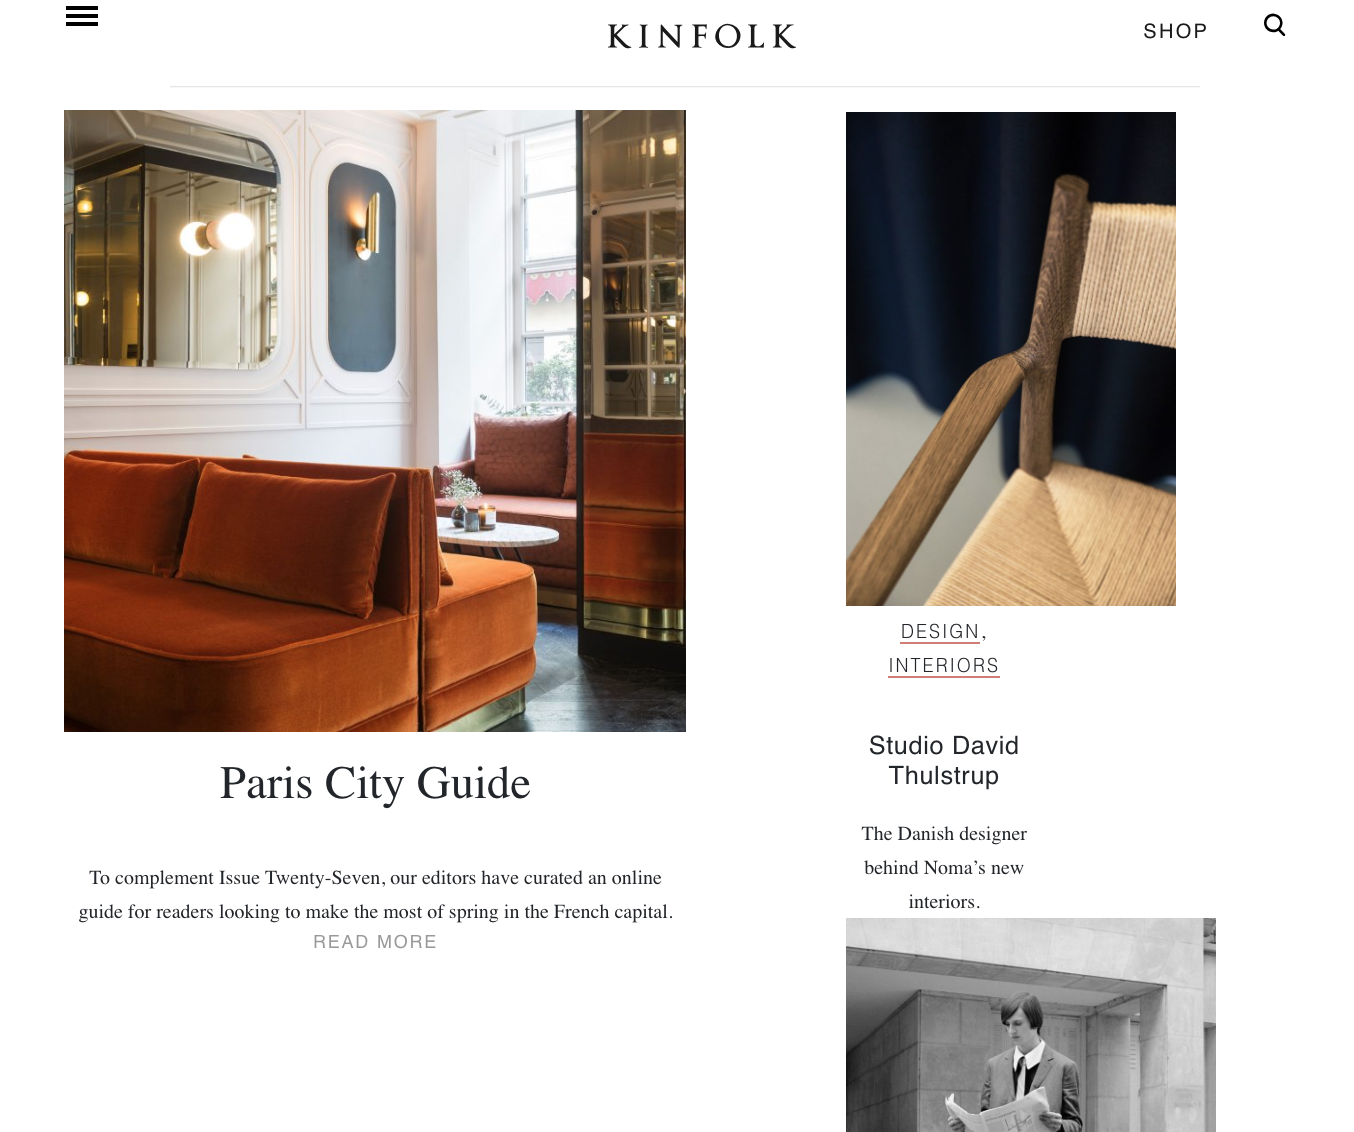 KINFOLK
SHOP
Paris City Guide
To complement Issue Twenty-Seven, our editors have curated an online
guide for readers looking to make the most of spring in the French capital.
READ MORE
DESIGN,
INTERIORS
Studio David
Thulstrup
The Danish designer
behind Noma’s new
interiors.